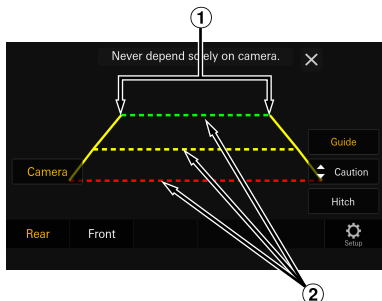 ①
Never depend solely on camera.
Guide
Camera
Caution
Hitch
Rear
Front
Setup
②